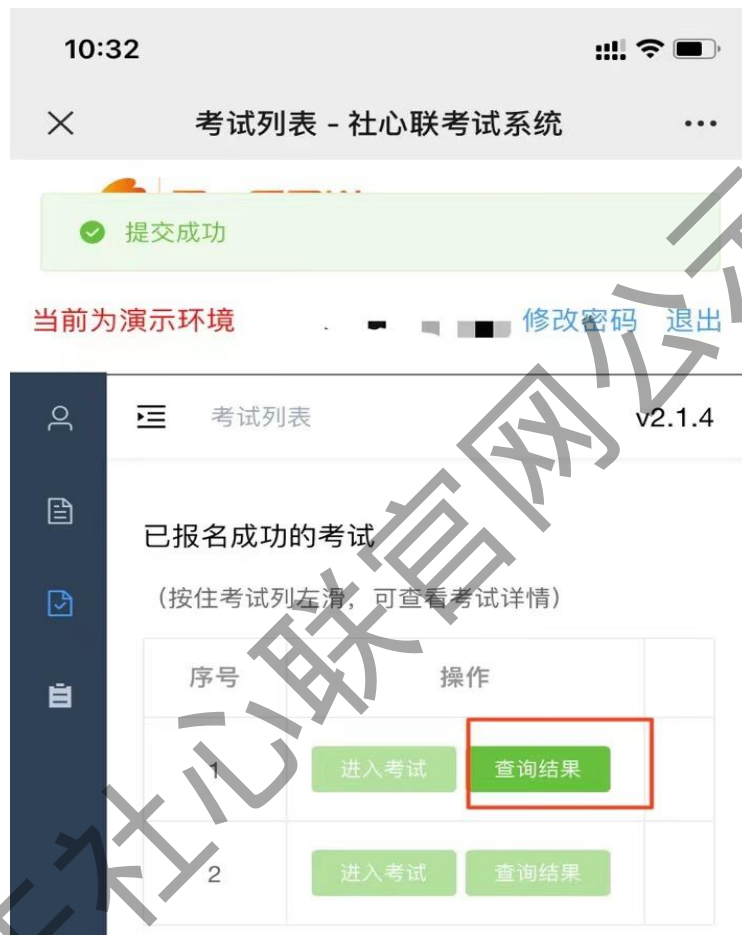 10:32
考试列表 - 社心联考试系统
提交成功
当前为演示环境
修改密码 退出
考试列表 v2.1.4
已报名成功的考试
（按住考试列左滑，可查看考试详情）
序号 操作
1 进入考试 查询结果
2 进入考试 查询结果
社心联官网公示